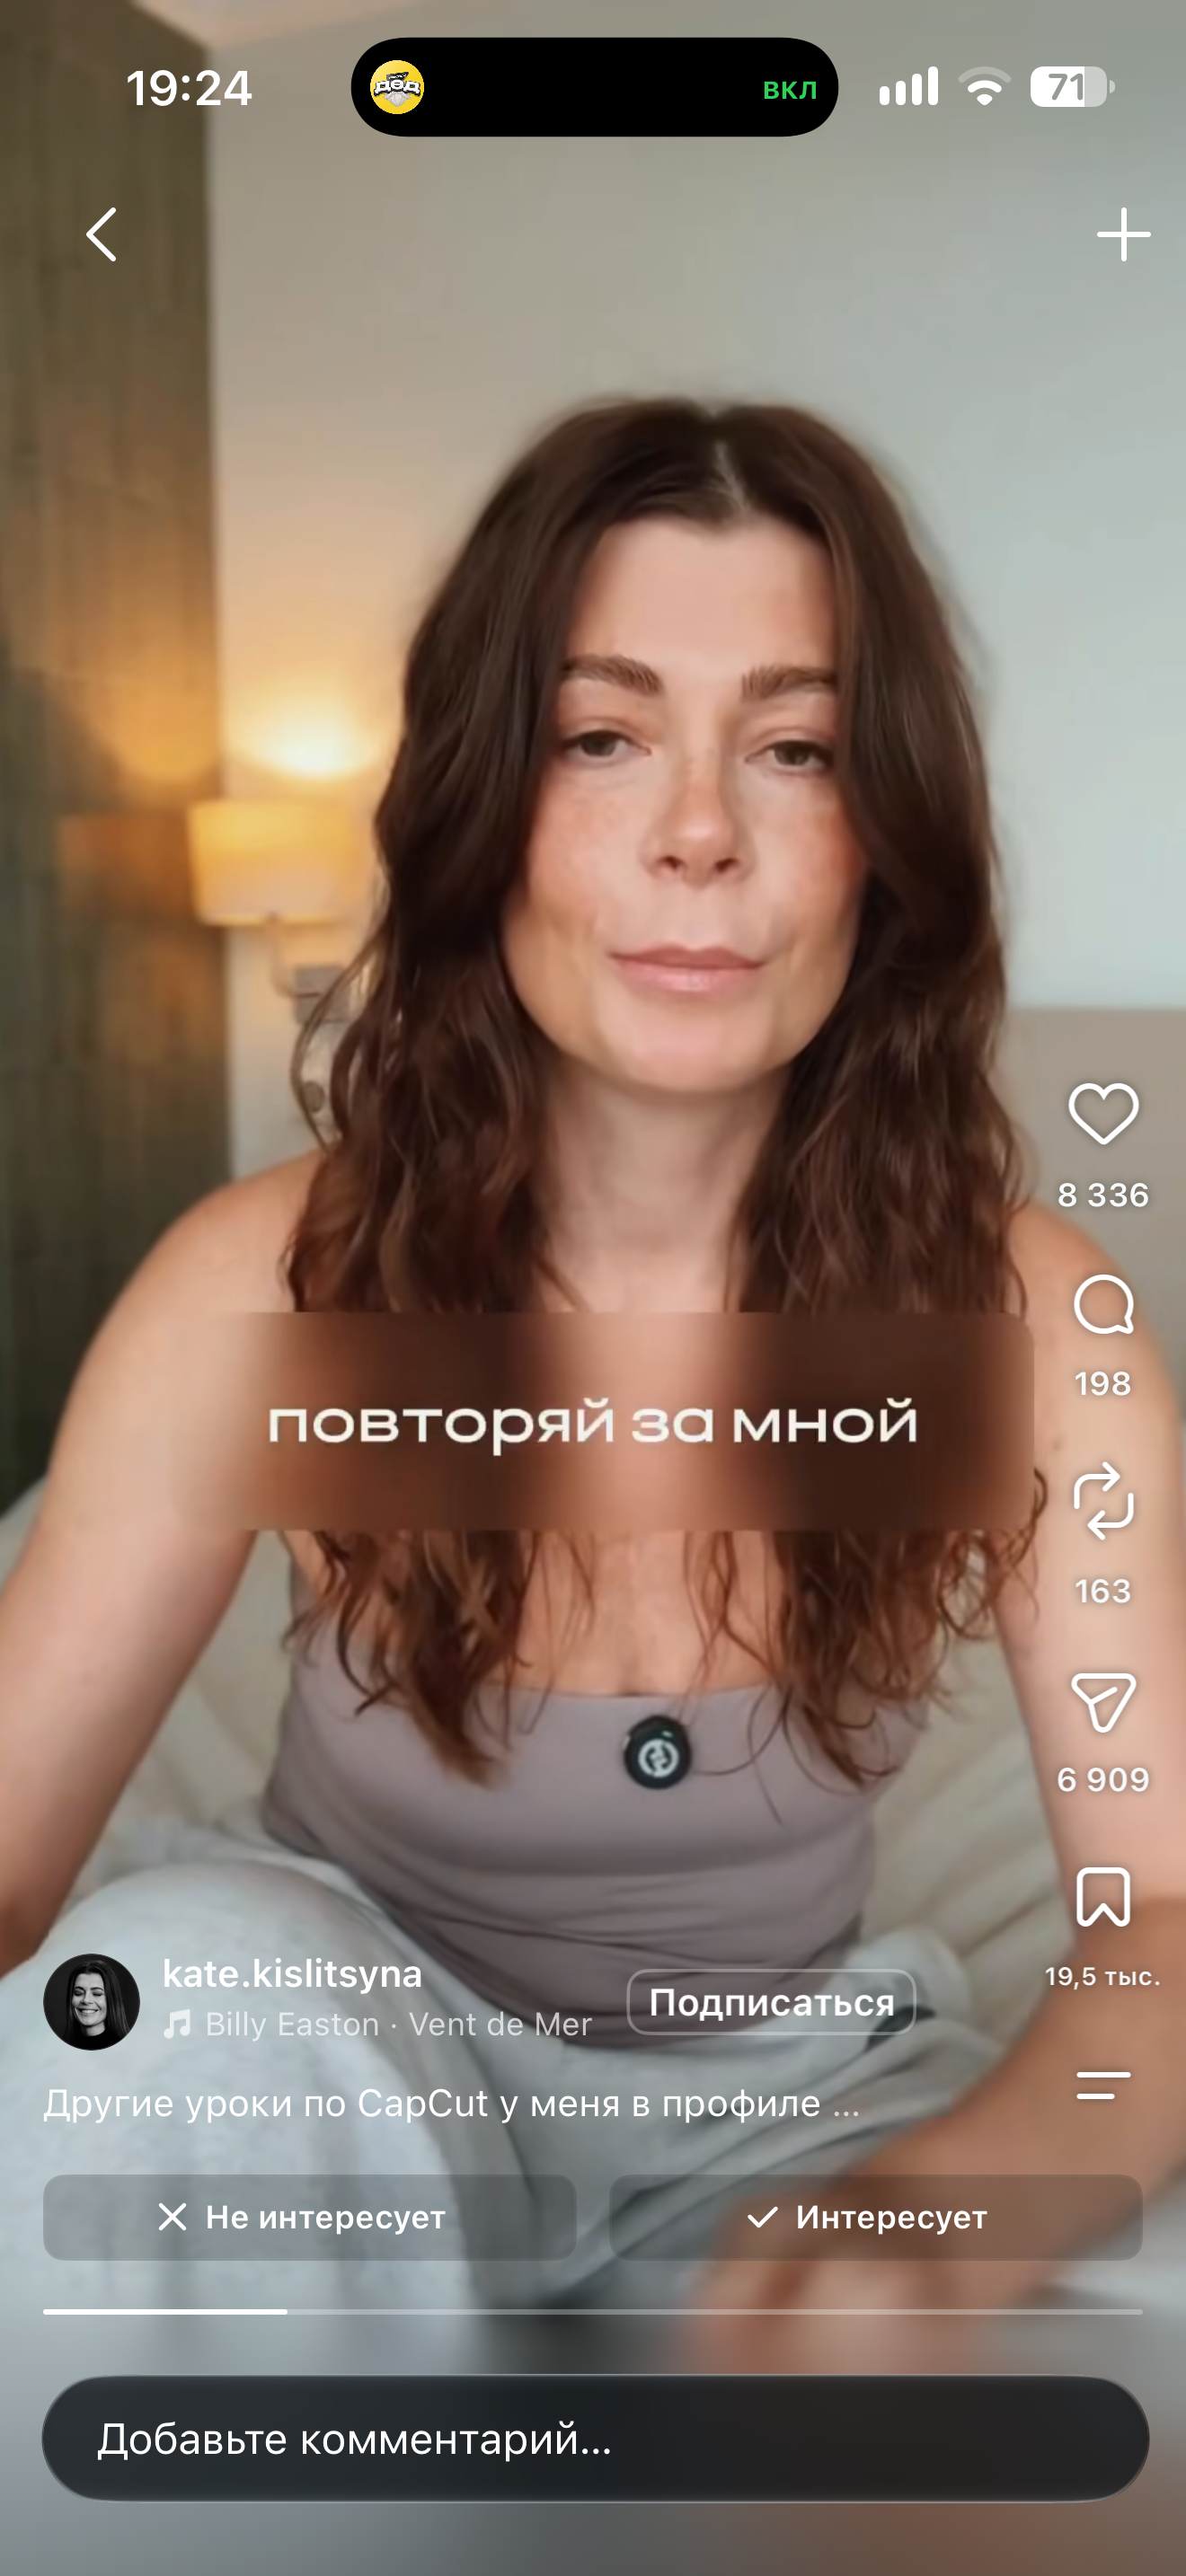 19:24
ДӨД
ВКЛ
71
8 336
198
повторяй за мной
163
6 909
19,5 тыс.
kate.kislitsyna
Billy Easton · Vent de Mer
Подписаться
Другие уроки по CapCut у меня в профиле ...
Не интересует
Интересует
Добавьте комментарий...